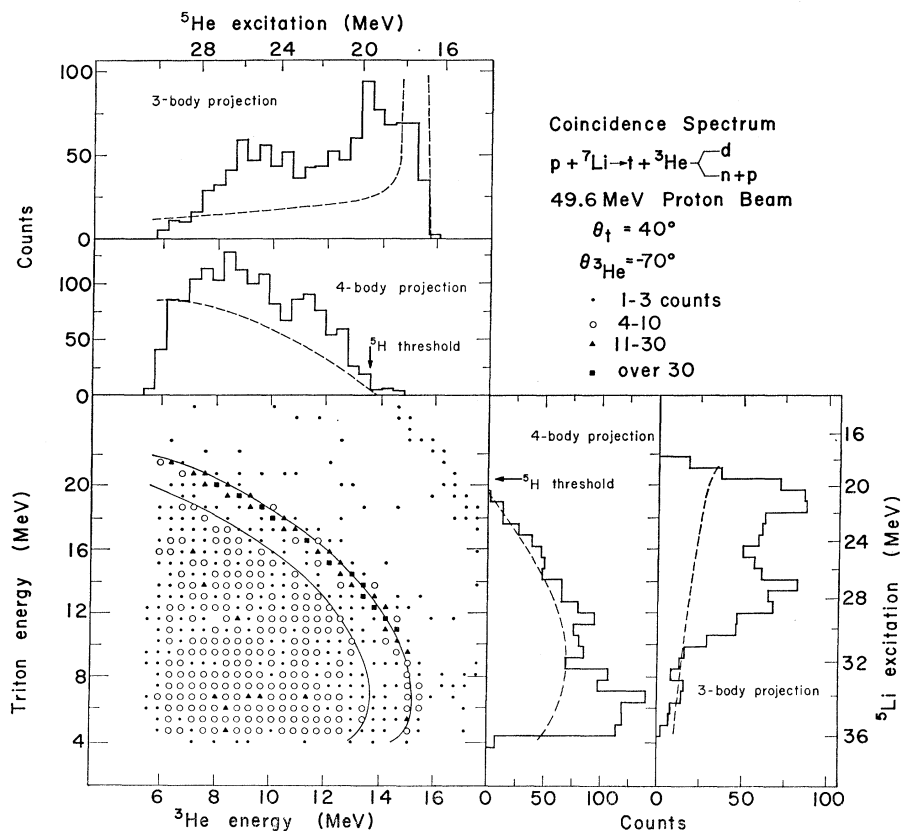 ⁵He excitation (MeV)
28 24 20 16
100
50
0
3-body projection
Counts
100
50
0
4-body projection
⁵H threshold
Coincidence Spectrum
p + ⁷Li → t + ³He d
n + p
49.6 MeV Proton Beam
θt = 40°
θ³He = -70°
• 1-3 counts
○ 4-10
▲ 11-30
■ over 30
Triton energy (MeV)
20
16
12
8
4
6 8 10 12 14 16
³He energy (MeV)
4-body projection
⁵H threshold
0 50 100
3-body projection
0 50 100
Counts
16
20
24
28
32
36
⁵Li excitation (MeV)